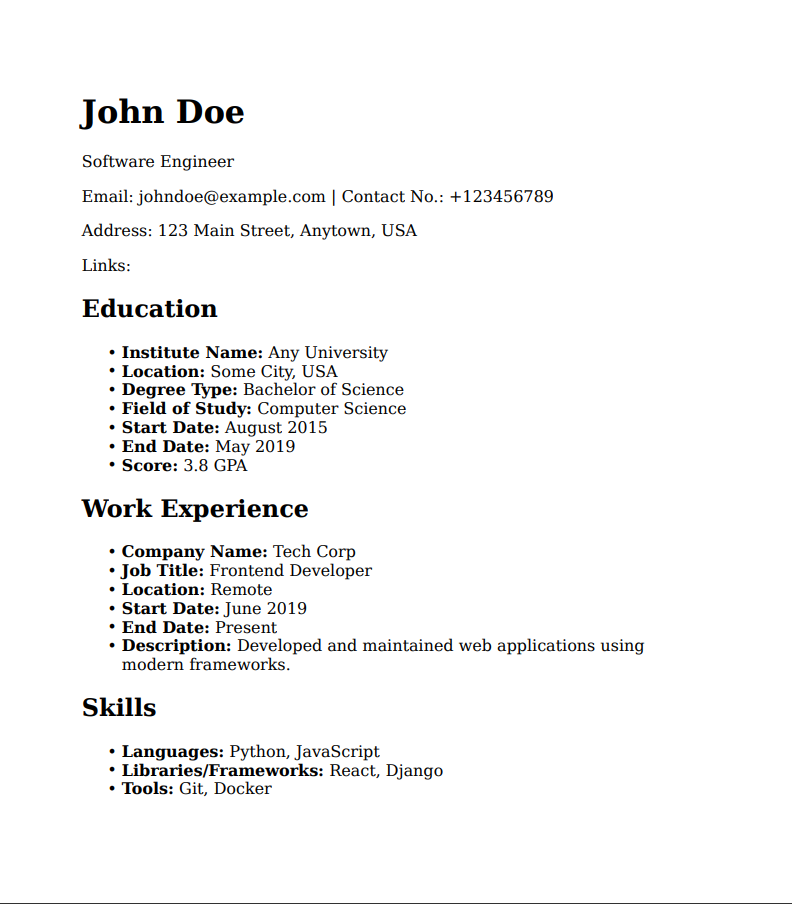 John Doe
Software Engineer
Email: johndoe@example.com | Contact No.: +123456789
Address: 123 Main Street, Anytown, USA
Links:
Education
• Institute Name: Any University
• Location: Some City, USA
• Degree Type: Bachelor of Science
• Field of Study: Computer Science
• Start Date: August 2015
• End Date: May 2019
• Score: 3.8 GPA
Work Experience
• Company Name: Tech Corp
• Job Title: Frontend Developer
• Location: Remote
• Start Date: June 2019
• End Date: Present
• Description: Developed and maintained web applications using
modern frameworks.
Skills
• Languages: Python, JavaScript
• Libraries/Frameworks: React, Django
• Tools: Git, Docker